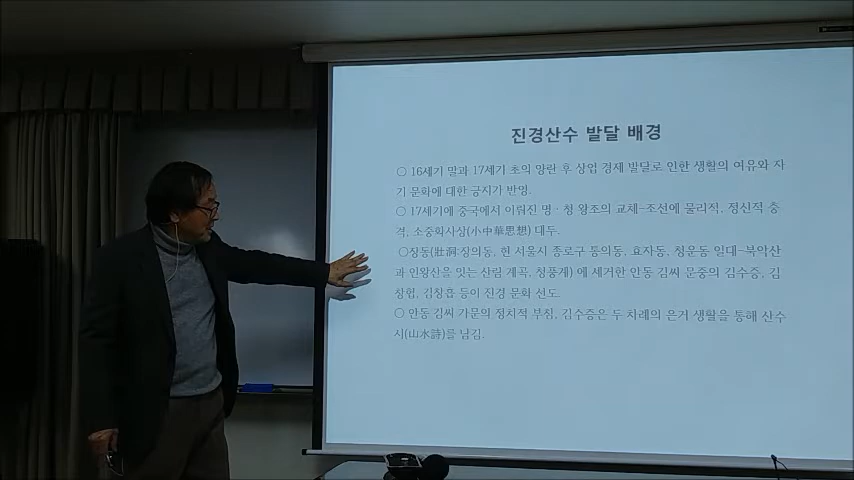 진경산수 발달 배경
○ 16세기 말과 17세기 초의 양란 후 상업 경제 발달로 인한 생활의 여유와 자
기 문화에 대한 긍지가 반영.
○ 17세기에 중국에서 이뤄진 명·청 왕조의 교체-조선에 물리적, 정신적 충
격, 소중화사상(小中華思想) 대두.
○장동(壯洞:장의동, 현 서울시 종로구 통의동, 효자동, 청운동 일대-북악산
과 인왕산을 잇는 산림 계곡, 청풍계) 에 세거한 안동 김씨 문중의 김수증, 김
창협, 김창흡 등이 진경 문화 선도.
○ 안동 김씨 가문의 정치적 부침, 김수증은 두 차례의 은거 생활을 통해 산수
시(山水詩)를 남김.